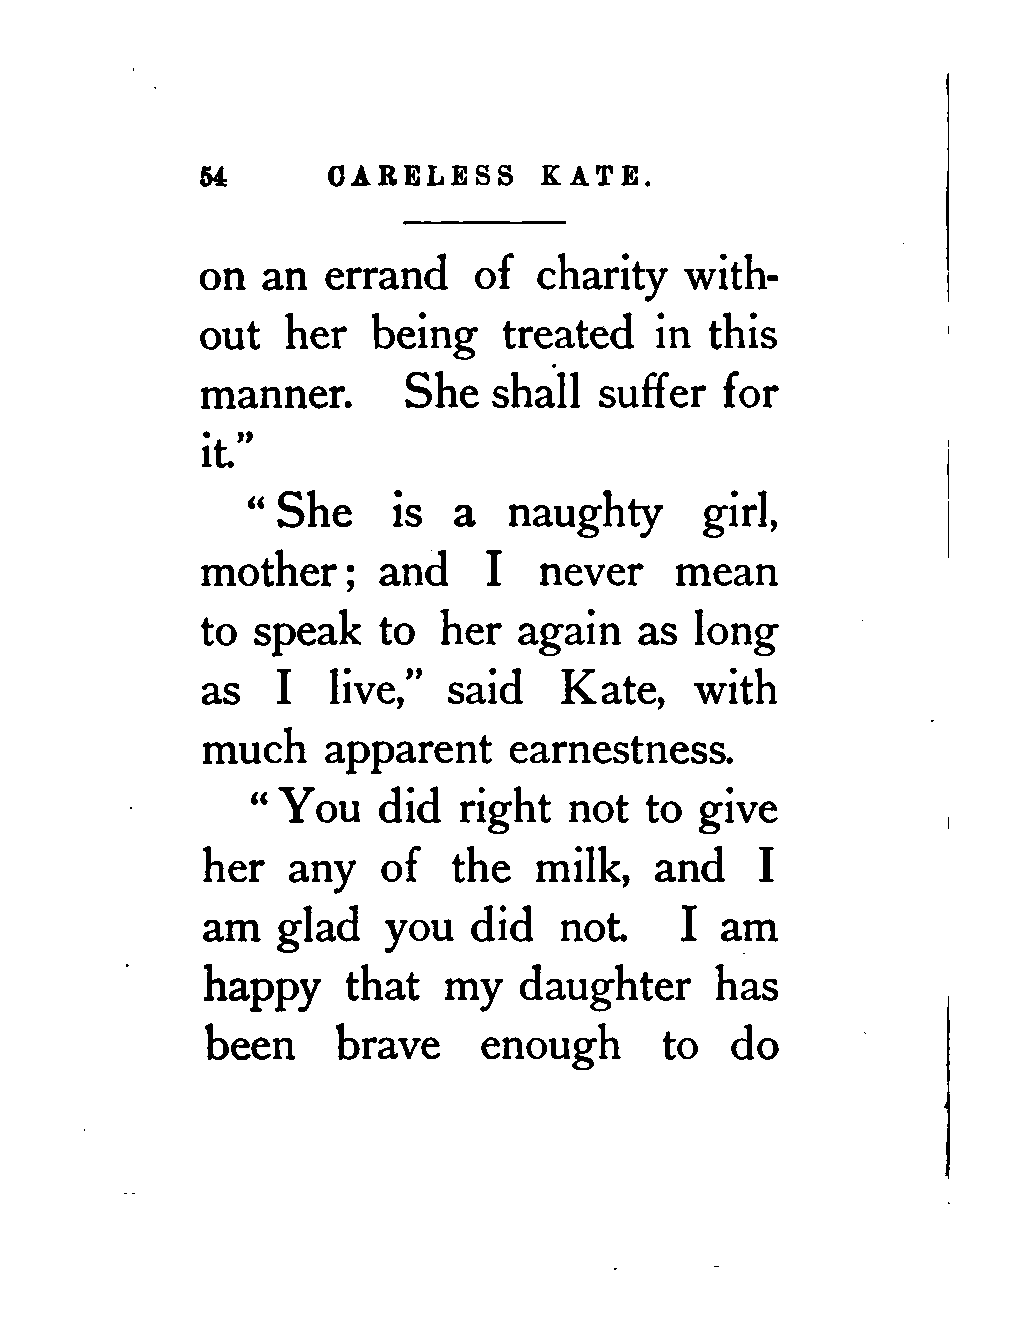 54 CARELESS KATE.
on an errand of charity with-
out her being treated in this
manner. She shall suffer for
it."
"She is a naughty girl,
mother; and I never mean
to speak to her again as long
as I live," said Kate, with
much apparent earnestness.
"You did right not to give
her any of the milk, and I
am glad you did not. I am
happy that my daughter has
been brave enough to do